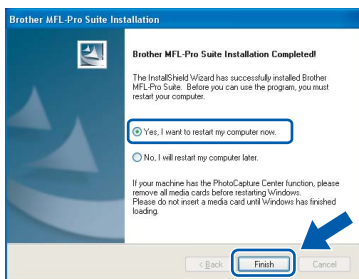 Brother MFL-Pro Suite Installation
Brother MFL-Pro Suite Installation Completed!
The InstallShield Wizard has successfully installed Brother
MFL-Pro Suite. Before you can use the program, you must
restart your computer.
Yes, I want to restart my computer now.
No, I will restart my computer later.
If your machine has the PhotoCapture Center function, please
remove all media cards before restarting Windows.
Please do not insert a media card until Windows has finished
loading.
< Back
Finish
Cancel